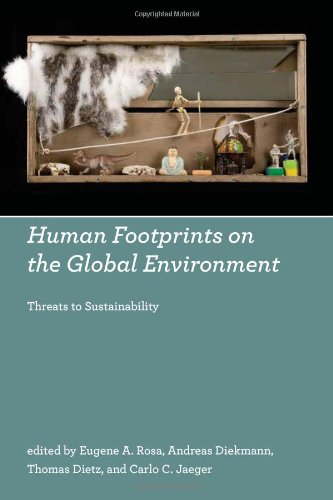 Human Footprints on
the Global Environment
Threats to Sustainability
edited by Eugene A. Rosa, Andreas Diekmann,
Thomas Dietz, and Carlo C. Jaeger